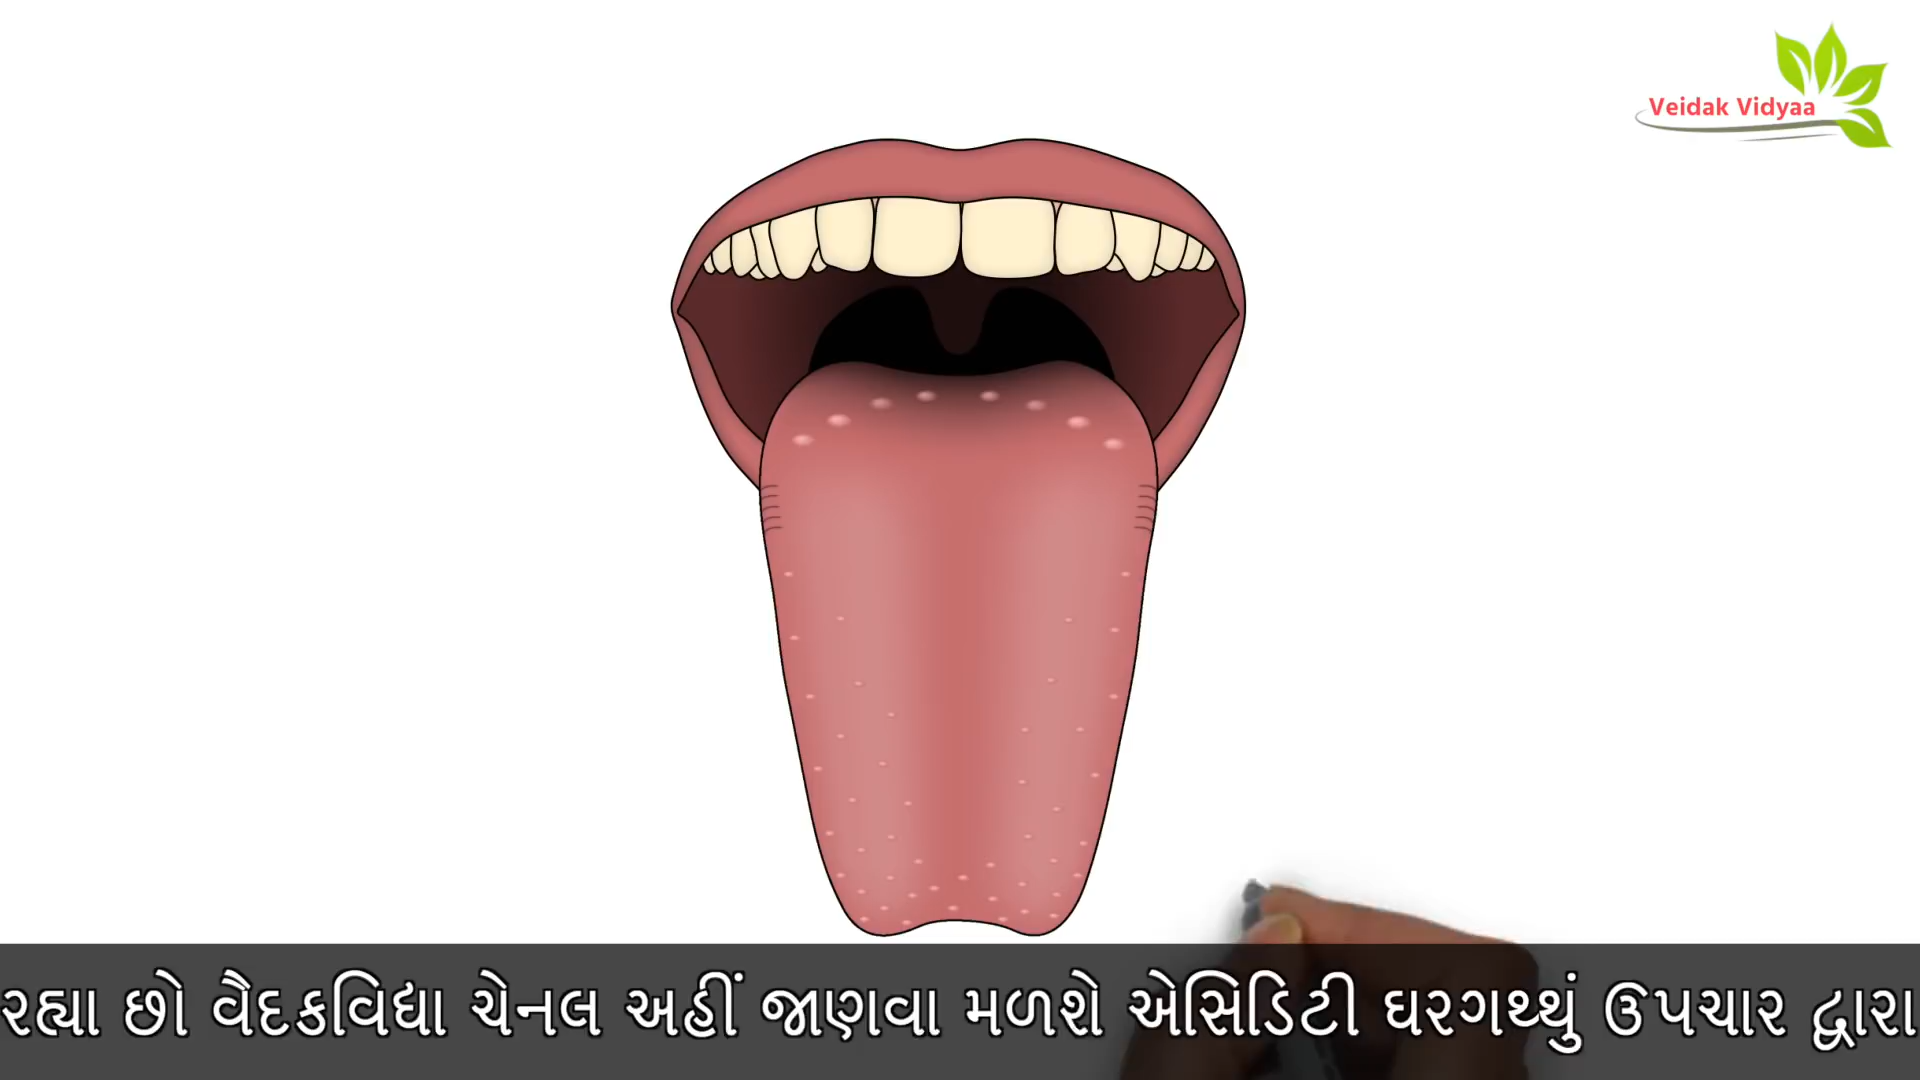 Veidak Vidyaa
રહ્યા છો વૈદકવિદ્યા ચેનલ અહીં જાણવા મળશે એસિડિટી ઘરગથ્થું ઉપચાર દ્વારા